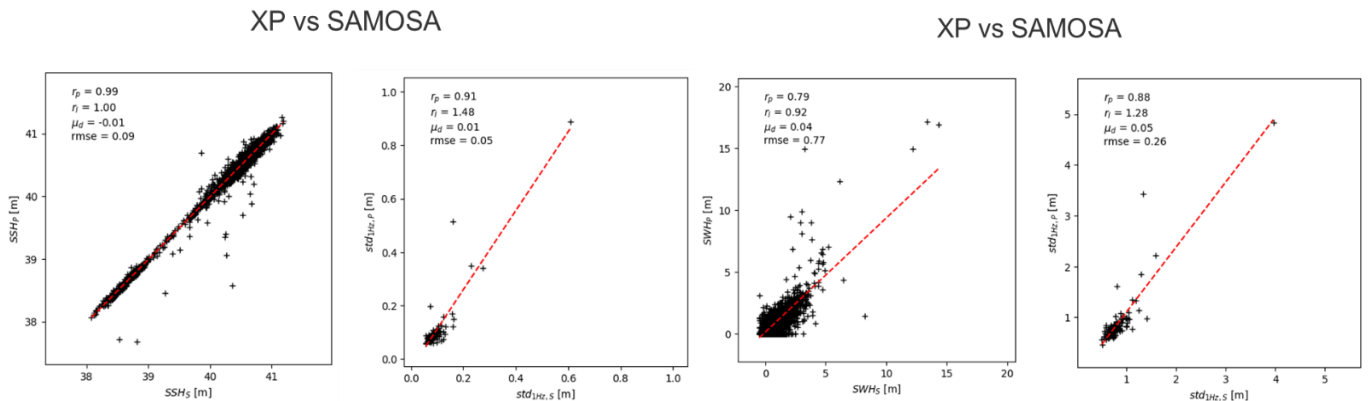 XP vs SAMOSA
XP vs SAMOSA
r_p = 0.99
r_l = 1.00
μ_d = -0.01
rmse = 0.09
41
40
39
38
SSH_P [m]
38 39 40 41
SSH_S [m]
r_p = 0.91
r_l = 1.48
μ_d = 0.01
rmse = 0.05
1.0
0.8
0.6
0.4
0.2
0.0
std_1Hz,P [m]
0.0 0.2 0.4 0.6 0.8 1.0
std_1Hz,S [m]
r_p = 0.79
r_l = 0.92
μ_d = 0.04
rmse = 0.77
20
15
10
5
0
SWH_P [m]
0 5 10 15 20
SWH_S [m]
r_p = 0.88
r_l = 1.28
μ_d = 0.05
rmse = 0.26
5
4
3
2
1
std_1Hz,P [m]
1 2 3 4 5
std_1Hz,S [m]